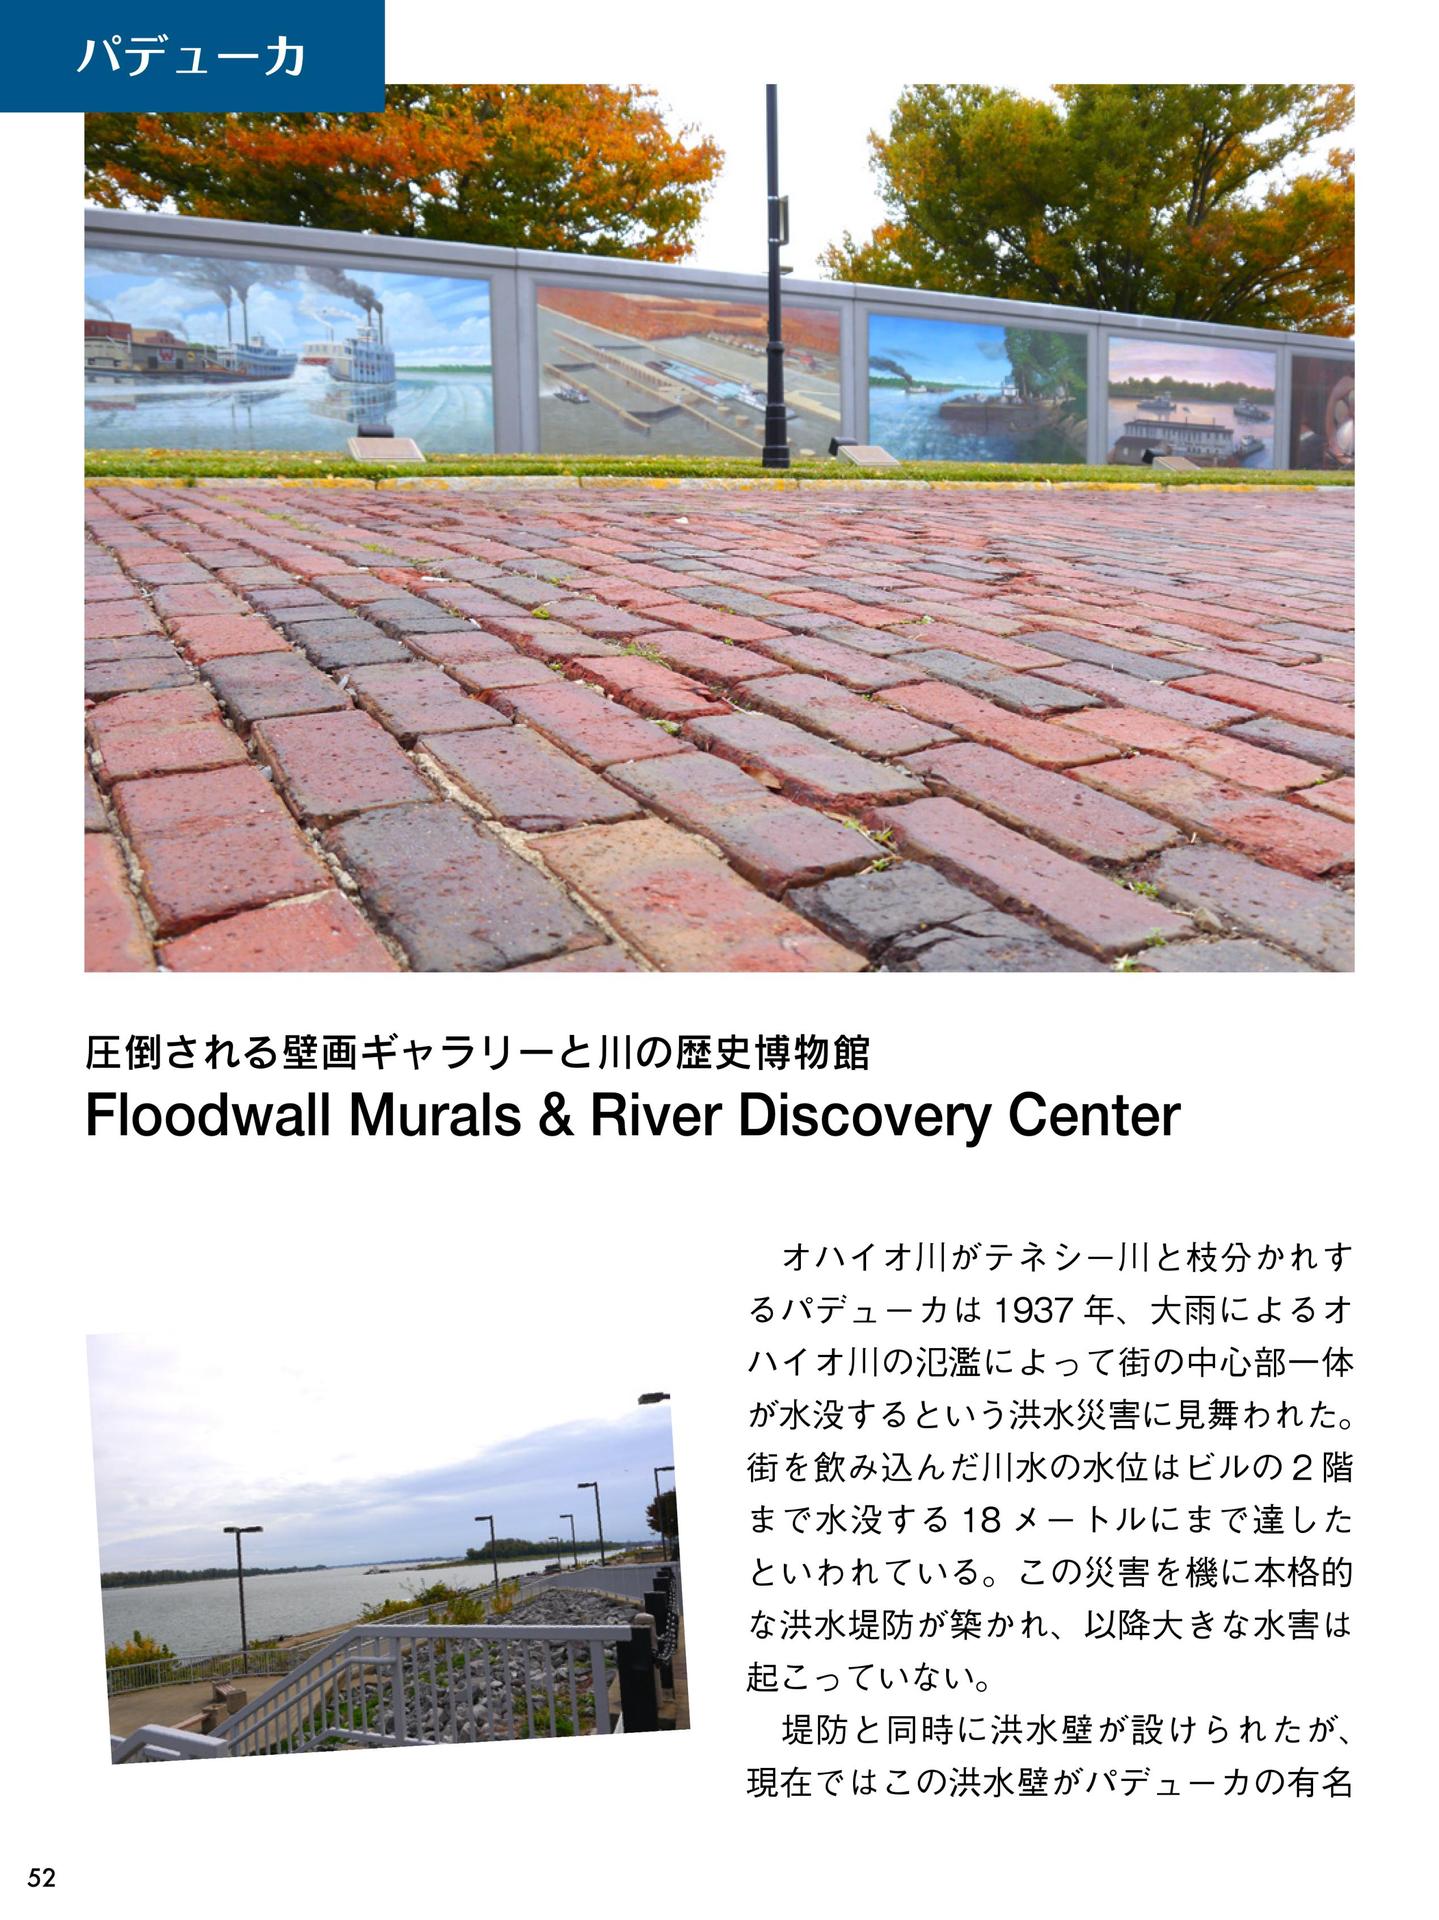 パデューカ
圧倒される壁画ギャラリーと川の歴史博物館
Floodwall Murals & River Discovery Center
オハイオ川がテネシー川と枝分かれす
るパデューカは 1937 年、大雨によるオ
ハイオ川の氾濫によって街の中心部一体
が水没するという洪水災害に見舞われた。
街を飲み込んだ川水の水位はビルの 2 階
まで水没する 18 メートルにまで達した
といわれている。この災害を機に本格的
な洪水堤防が築かれ、以降大きな水害は
起こっていない。
堤防と同時に洪水壁が設けられたが、
現在ではこの洪水壁がパデューカの有名
52